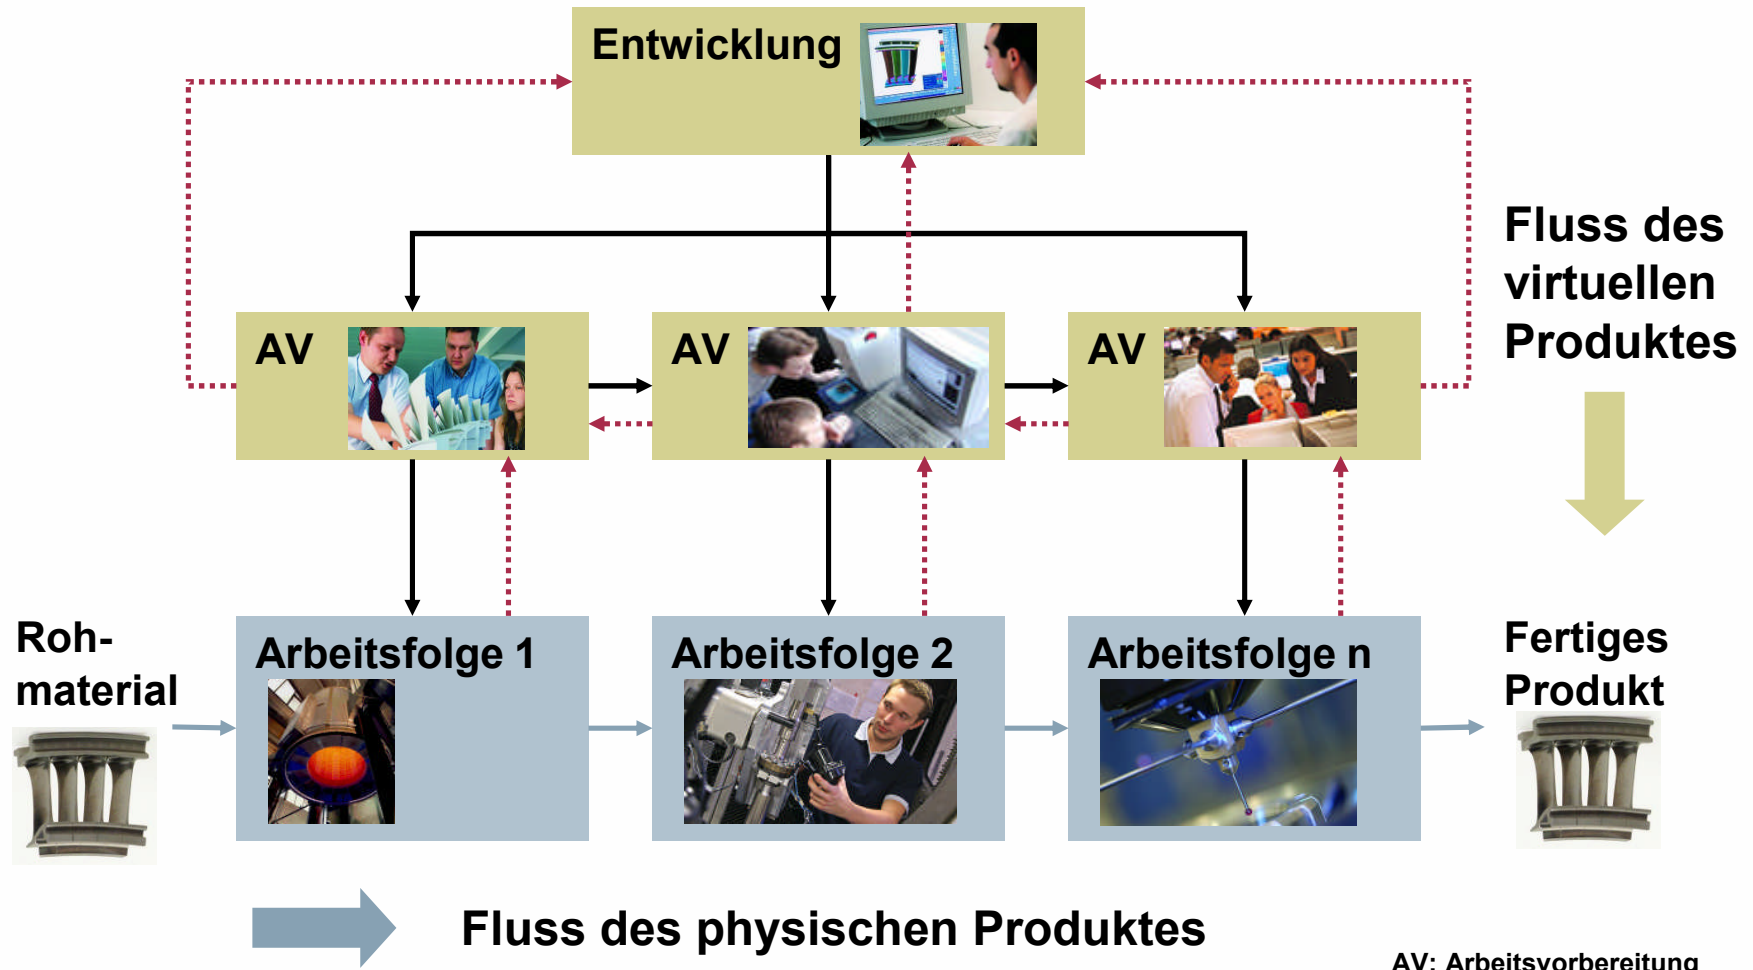 Entwicklung
Fluss des
virtuellen
Produktes
AV
AV
AV
Roh-
material
Arbeitsfolge 1
Arbeitsfolge 2
Arbeitsfolge n
Fertiges
Produkt
Fluss des physischen Produktes
AV: Arbeitsvorbereitung